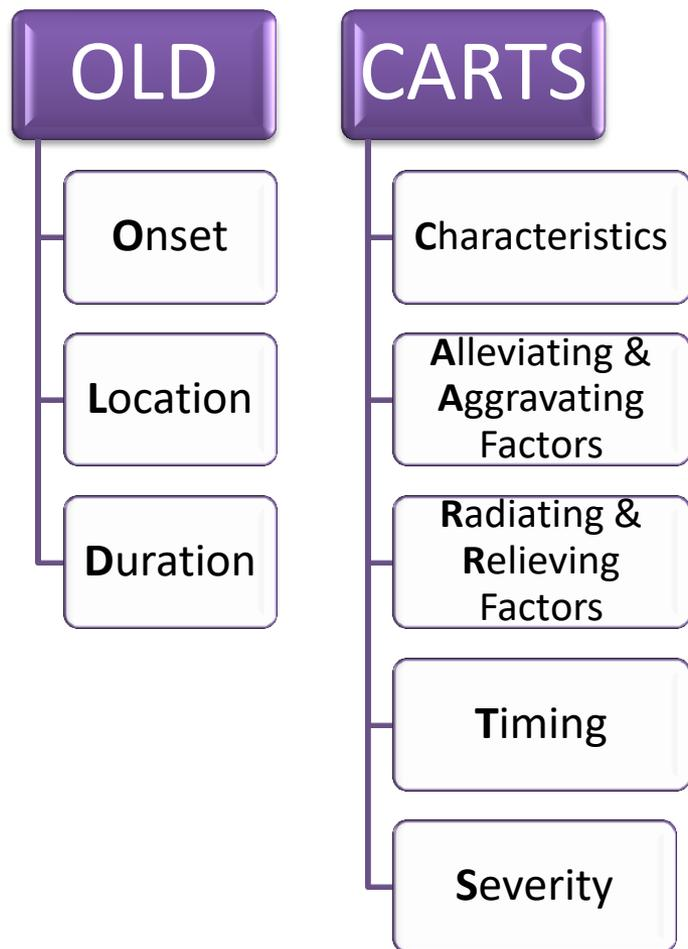 OLD
Onset
Location
Duration
CARTS
Characteristics
Alleviating &
Aggravating
Factors
Radiating &
Relieving
Factors
Timing
Severity